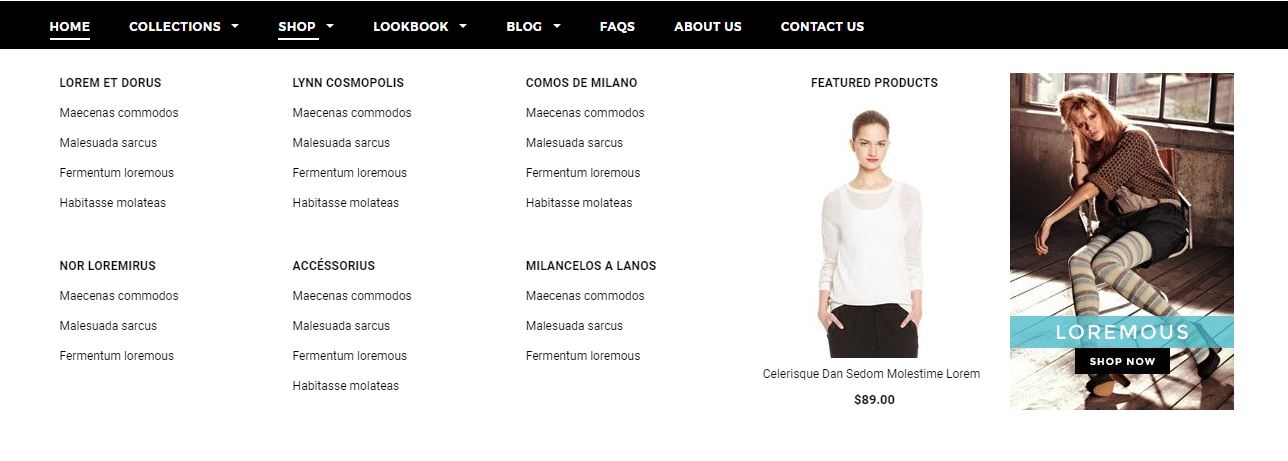 HOME COLLECTIONS SHOP LOOKBOOK BLOG FAQS ABOUT US CONTACT US
LOREM ET DORUS
Maecenas commodos
Malesuada sarcus
Fermentum loremous
Habitasse molateas
LYNN COSMOPOLIS
Maecenas commodos
Malesuada sarcus
Fermentum loremous
Habitasse molateas
COMOS DE MILANO
Maecenas commodos
Malesuada sarcus
Fermentum loremous
Habitasse molateas
NOR LOREMIRUS
Maecenas commodos
Malesuada sarcus
Fermentum loremous
ACCÉSSORIUS
Maecenas commodos
Malesuada sarcus
Fermentum loremous
Habitasse molateas
MILANCELOS A LANOS
Maecenas commodos
Malesuada sarcus
Fermentum loremous
FEATURED PRODUCTS
Celerisque Dan Sedom Molestime Lorem
$89.00
LOREMOUS
SHOP NOW